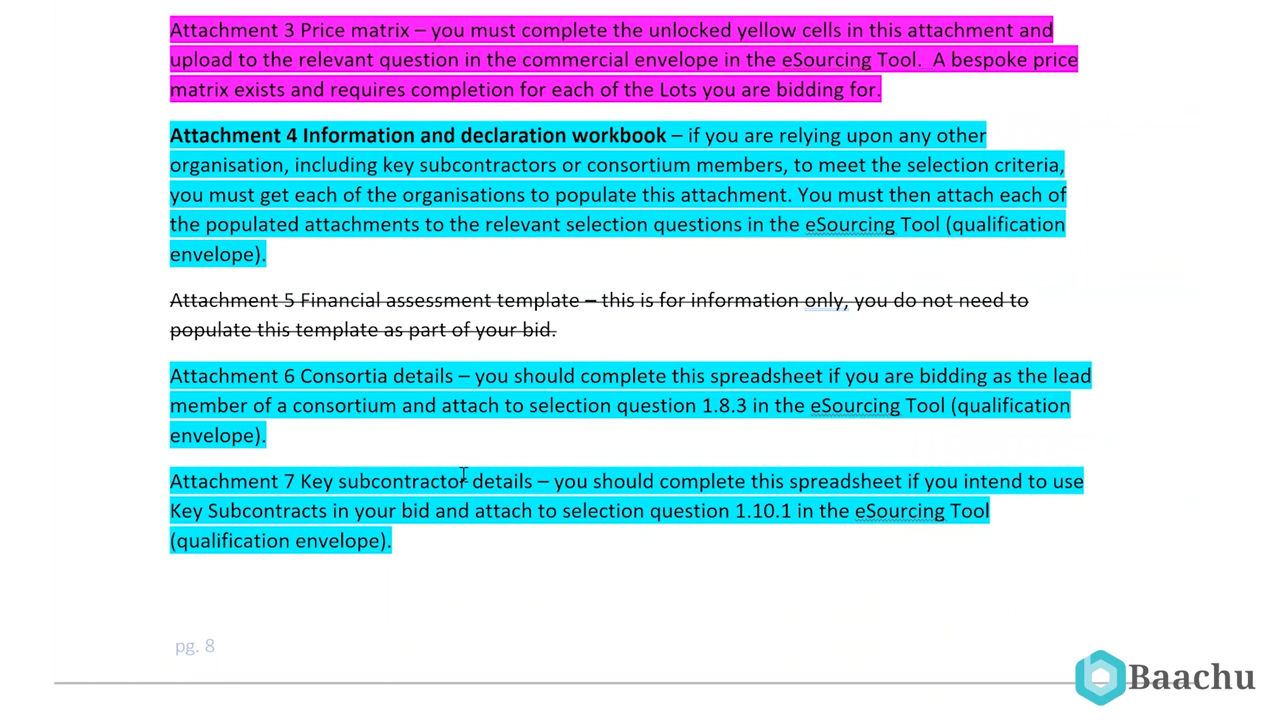 Attachment 3 Price matrix – you must complete the unlocked yellow cells in this attachment and
upload to the relevant question in the commercial envelope in the eSourcing Tool.  A bespoke price
matrix exists and requires completion for each of the Lots you are bidding for.
Attachment 4 Information and declaration workbook – if you are relying upon any other
organisation, including key subcontractors or consortium members, to meet the selection criteria,
you must get each of the organisations to populate this attachment. You must then attach each of
the populated attachments to the relevant selection questions in the eSourcing Tool (qualification
envelope).
Attachment 5 Financial assessment template – this is for information only, you do not need to
populate this template as part of your bid.
Attachment 6 Consortia details – you should complete this spreadsheet if you are bidding as the lead
member of a consortium and attach to selection question 1.8.3 in the eSourcing Tool (qualification
envelope).
Attachment 7 Key subcontractor details – you should complete this spreadsheet if you intend to use
Key Subcontracts in your bid and attach to selection question 1.10.1 in the eSourcing Tool
(qualification envelope).
pg. 8
Baachu